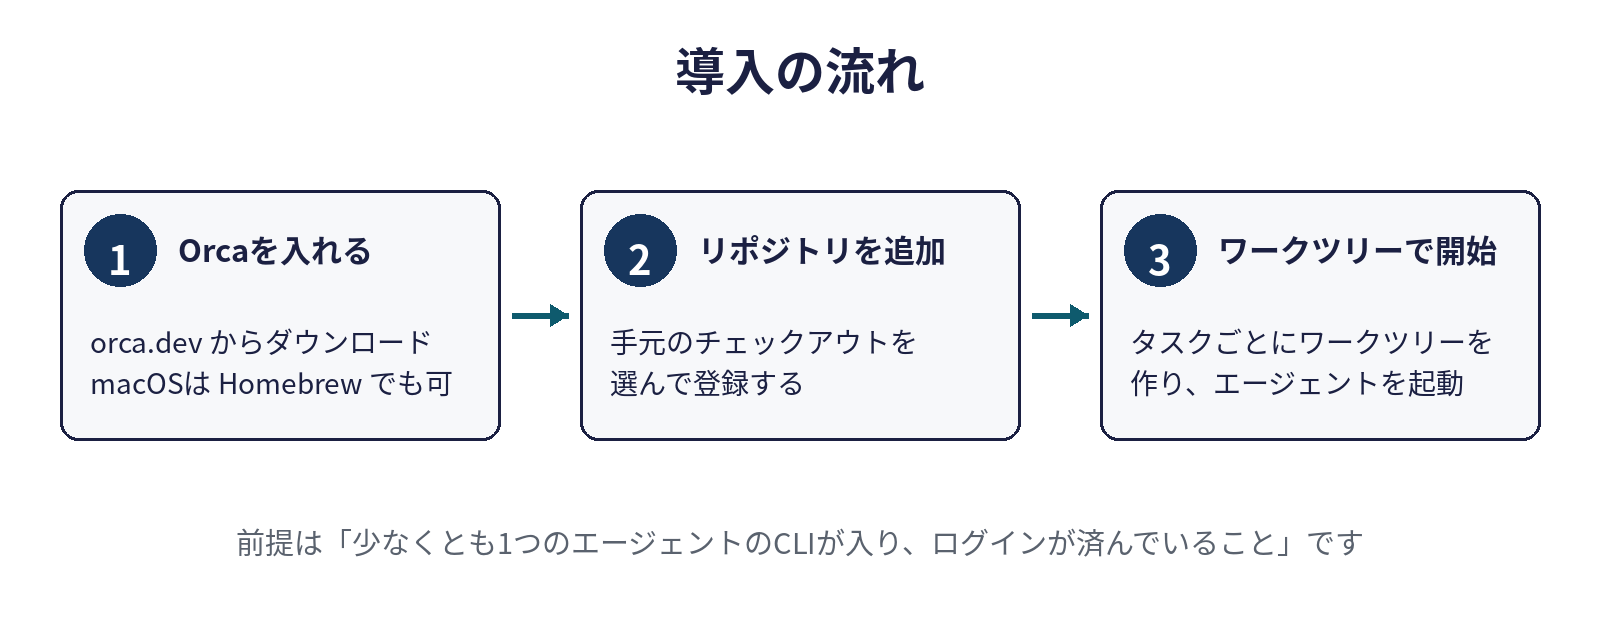 導入の流れ
1 Orcaを入れる
orca.dev からダウンロード
macOSは Homebrew でも可
2 リポジトリを追加
手元のチェックアウトを
選んで登録する
3 ワークツリーで開始
タスクごとにワークツリーを
作り、エージェントを起動
前提は「少なくとも1つのエージェントのCLIが入り、ログインが済んでいること」です